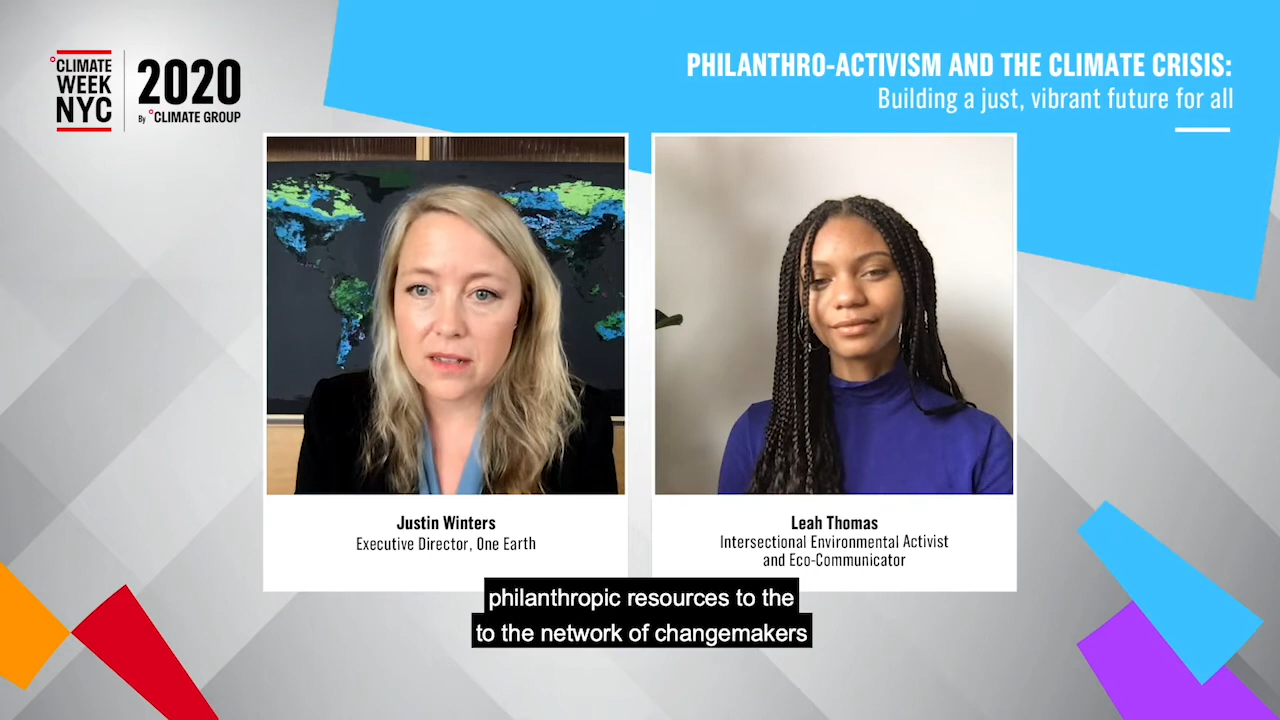 °CLIMATE
WEEK
NYC
2020
By °CLIMATE GROUP
PHILANTHRO-ACTIVISM AND THE CLIMATE CRISIS:
Building a just, vibrant future for all
Justin Winters
Executive Director, One Earth
Leah Thomas
Intersectional Environmental Activist
and Eco-Communicator
philanthropic resources to the
to the network of changemakers